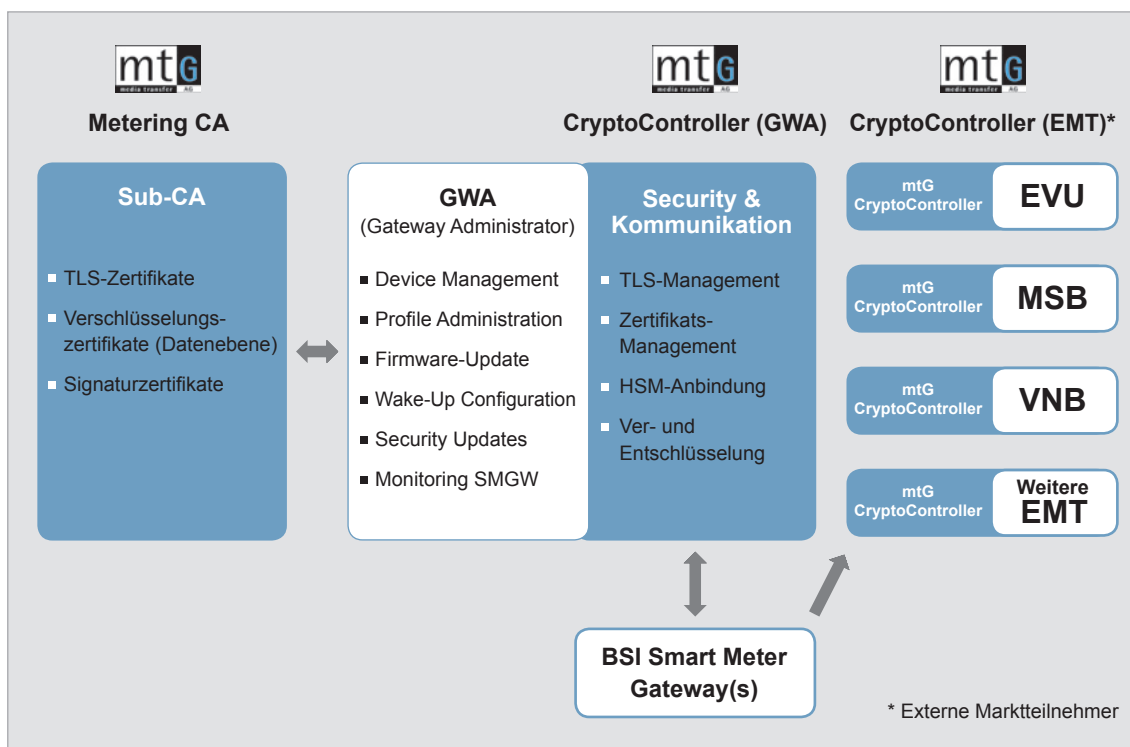 mtG
media transfer AG
Metering CA
Sub-CA
TLS-Zertifikate
Verschlüsselungs-
zertifikate (Datenebene)
Signaturzertifikate
mtG
media transfer AG
CryptoController (GWA)
GWA
(Gateway Administrator)
Device Management
Profile Administration
Firmware-Update
Wake-Up Configuration
Security Updates
Monitoring SMGW
Security &
Kommunikation
TLS-Management
Zertifikats-
Management
HSM-Anbindung
Ver- und
Entschlüsselung
mtG
media transfer AG
CryptoController (EMT)*
mtG
CryptoController
EVU
mtG
CryptoController
MSB
mtG
CryptoController
VNB
mtG
CryptoController
Weitere
EMT
BSI Smart Meter
Gateway(s)
* Externe Marktteilnehmer